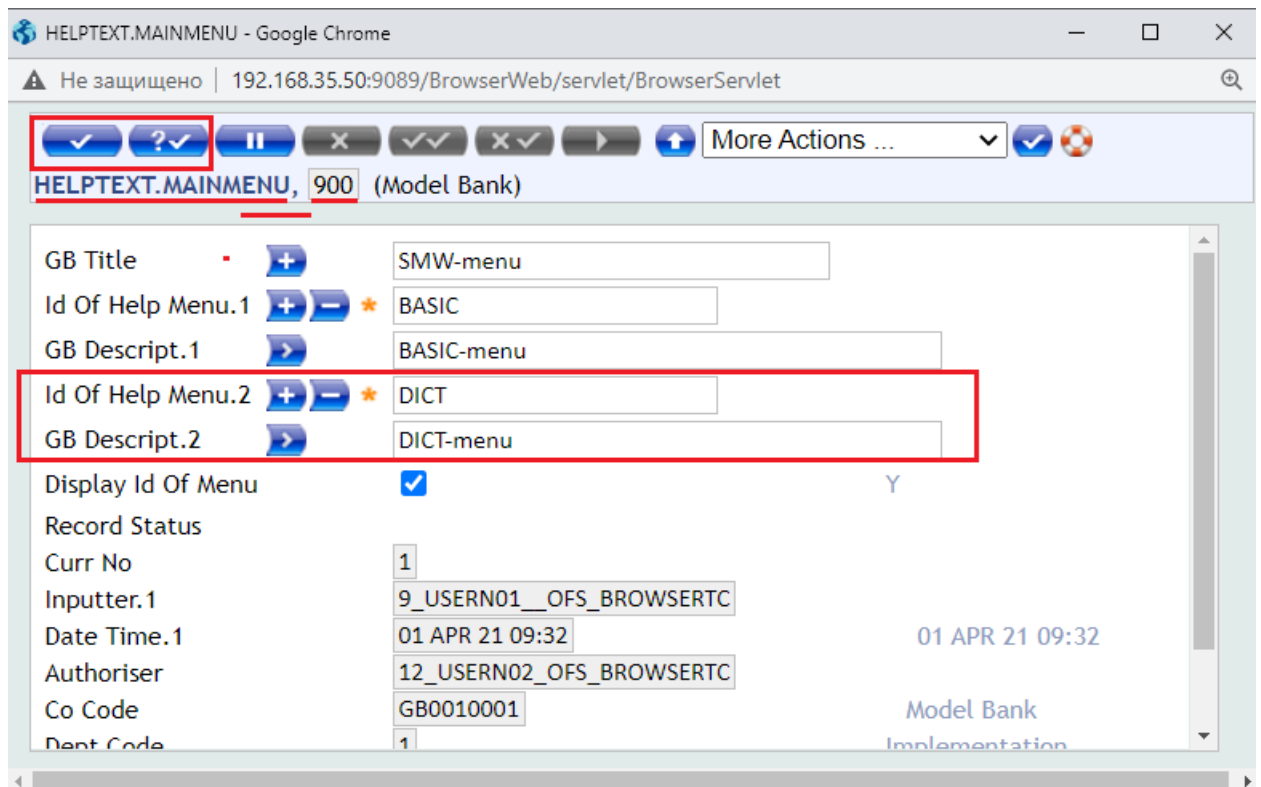 HELPTEXT.MAINMENU - Google Chrome
Не защищено 192.168.35.50:9089/BrowserWeb/servlet/BrowserServlet
More Actions ...
HELPTEXT.MAINMENU, 900 (Model Bank)
GB Title SMW-menu
Id Of Help Menu.1 BASIC
GB Descript.1 BASIC-menu
Id Of Help Menu.2 DICT
GB Descript.2 DICT-menu
Display Id Of Menu Y
Record Status
Curr No 1
Inputter.1 9_USERN01__OFS_BROWSERTC
Date Time.1 01 APR 21 09:32 01 APR 21 09:32
Authoriser 12_USERN02_OFS_BROWSERTC
Co Code GB0010001 Model Bank
Dept Code 1 Implementation